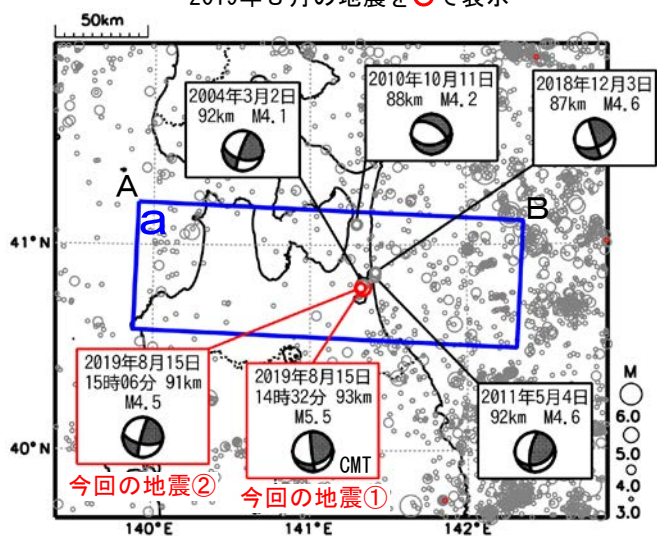 2019年8月の地震を○で表示
50km
2004年3月2日
92km M4.1
2010年10月11日
88km M4.2
2018年12月3日
87km M4.6
A
a
B
41°N
2019年8月15日
15時06分 91km
M4.5
2019年8月15日
14時32分 93km
M5.5
CMT
2011年5月4日
92km M4.6
M
6.0
5.0
4.0
3.0
40°N
今回の地震②
今回の地震①
140°E
141°E
142°E